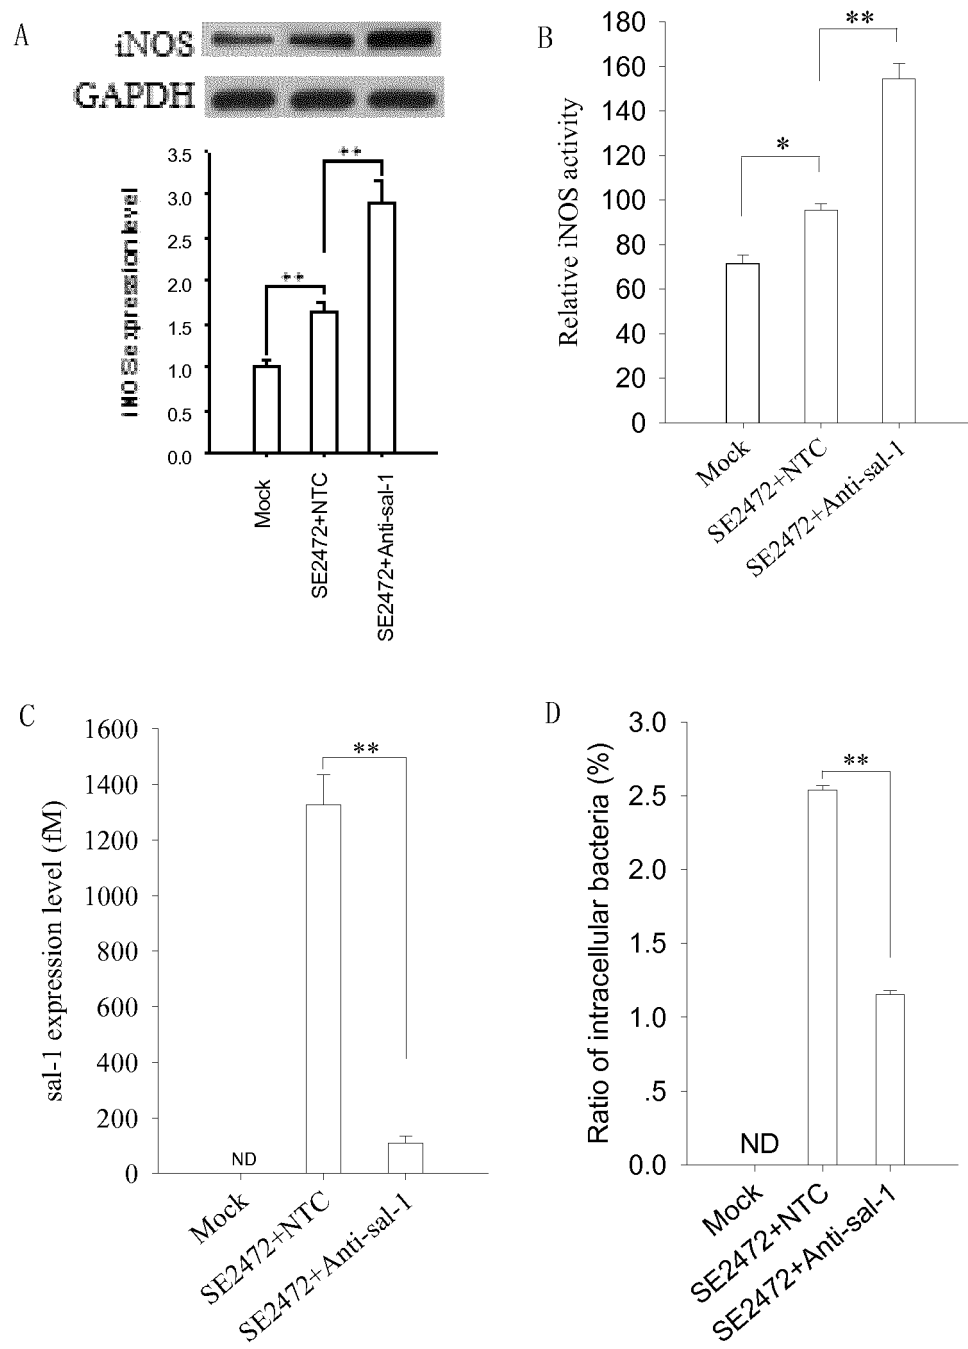 A
iNOS
GAPDH
**
3.5
3.0
2.5
2.0
1.5
1.0
0.5
0.0
iNOS expression level
**
Mock
SE2472+NTC
SE2472+Anti-sal-1
B
**
*
180
160
140
120
100
80
60
40
20
0
Relative iNOS activity
Mock
SE2472+NTC
SE2472+Anti-sal-1
C
**
1600
1400
1200
1000
800
600
400
200
0
sal-1 expression level (fM)
ND
Mock
SE2472+NTC
SE2472+Anti-sal-1
D
**
3.0
2.5
2.0
1.5
1.0
.5
0.0
Ratio of intracellular bacteria (%)
ND
Mock
SE2472+NTC
SE2472+Anti-sal-1